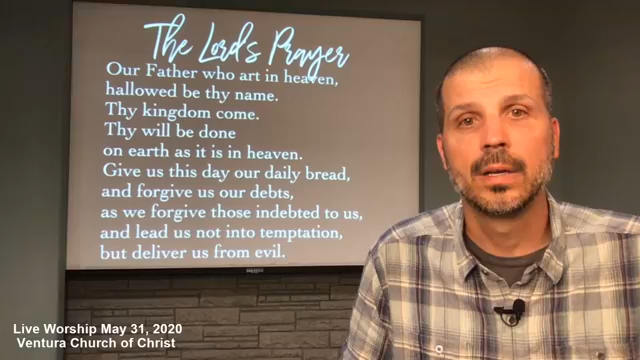 The Lord's Prayer
Our Father who art in heaven,
hallowed be thy name.
Thy kingdom come.
Thy will be done
on earth as it is in heaven.
Give us this day our daily bread,
and forgive us our debts,
as we forgive those indebted to us,
and lead us not into temptation,
but deliver us from evil.
Live Worship May 31, 2020
Ventura Church of Christ